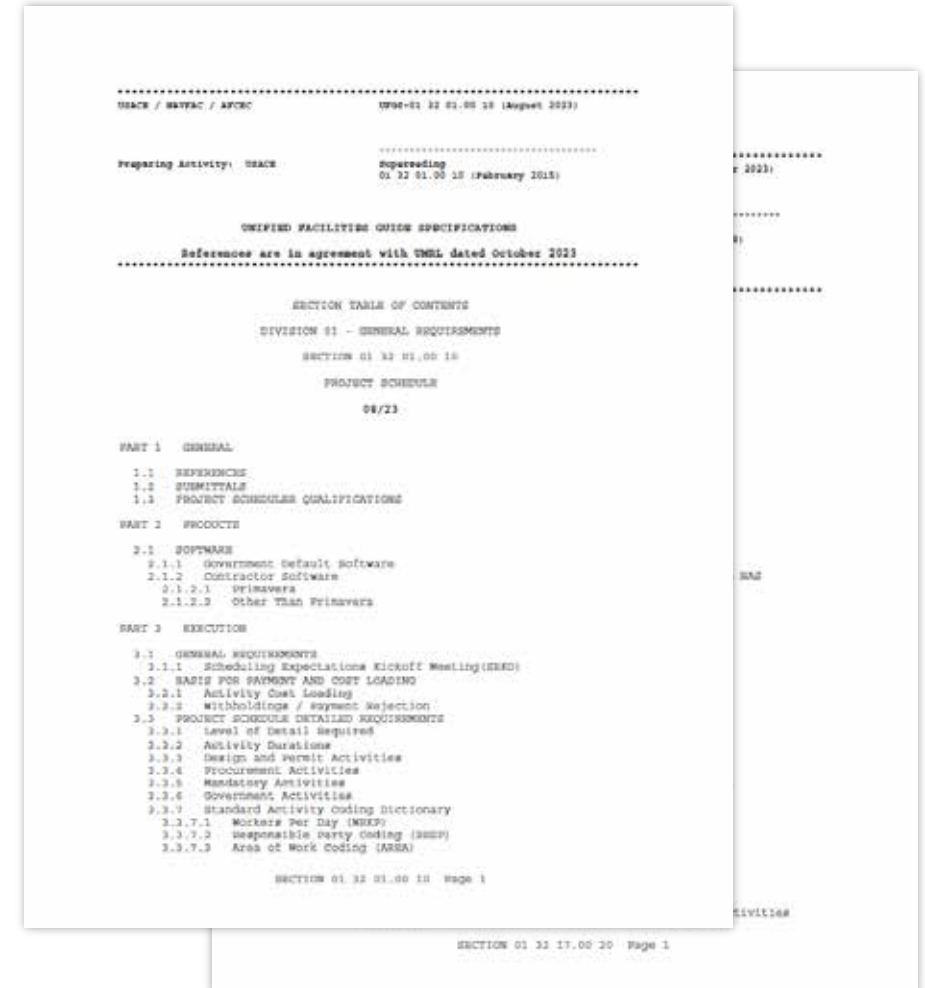 USACE / NAVFAC / AFCEC UFGS-01 32 01.00 10 (August 2023)
Preparing Activity: USACE Superseding
01 32 01.00 10 (February 2015)
UNIFIED FACILITIES GUIDE SPECIFICATIONS
References are in agreement with UMRL dated October 2023
SECTION TABLE OF CONTENTS
DIVISION 01 - GENERAL REQUIREMENTS
SECTION 01 32 01.00 10
PROJECT SCHEDULE
08/23
PART 1 GENERAL
1.1 REFERENCES
1.2 SUBMITTALS
1.3 PROJECT SCHEDULER QUALIFICATIONS
PART 2 PRODUCTS
2.1 SOFTWARE
2.1.1 Government Default Software
2.1.2 Contractor Software
2.1.2.1 Primavera
2.1.2.2 Other Than Primavera
PART 3 EXECUTION
3.1 GENERAL REQUIREMENTS
3.1.1 Scheduling Expectations Kickoff Meeting(SEKO)
3.2 BASIS FOR PAYMENT AND COST LOADING
3.2.1 Activity Cost Loading
3.2.2 Withholdings / Payment Rejection
3.3 PROJECT SCHEDULE DETAILED REQUIREMENTS
3.3.1 Level of Detail Required
3.3.2 Activity Durations
3.3.3 Design and Permit Activities
3.3.4 Procurement Activities
3.3.5 Mandatory Activities
3.3.6 Government Activities
3.3.7 Standard Activity Coding Dictionary
3.3.7.1 Workers Per Day (WRKP)
3.3.7.2 Responsible Party Coding (RESP)
3.3.7.3 Area of Work Coding (AREA)
SECTION 01 32 01.00 10 Page 1
r 2023)
NAS
tivities
SECTION 01 32 17.00 20 Page 1